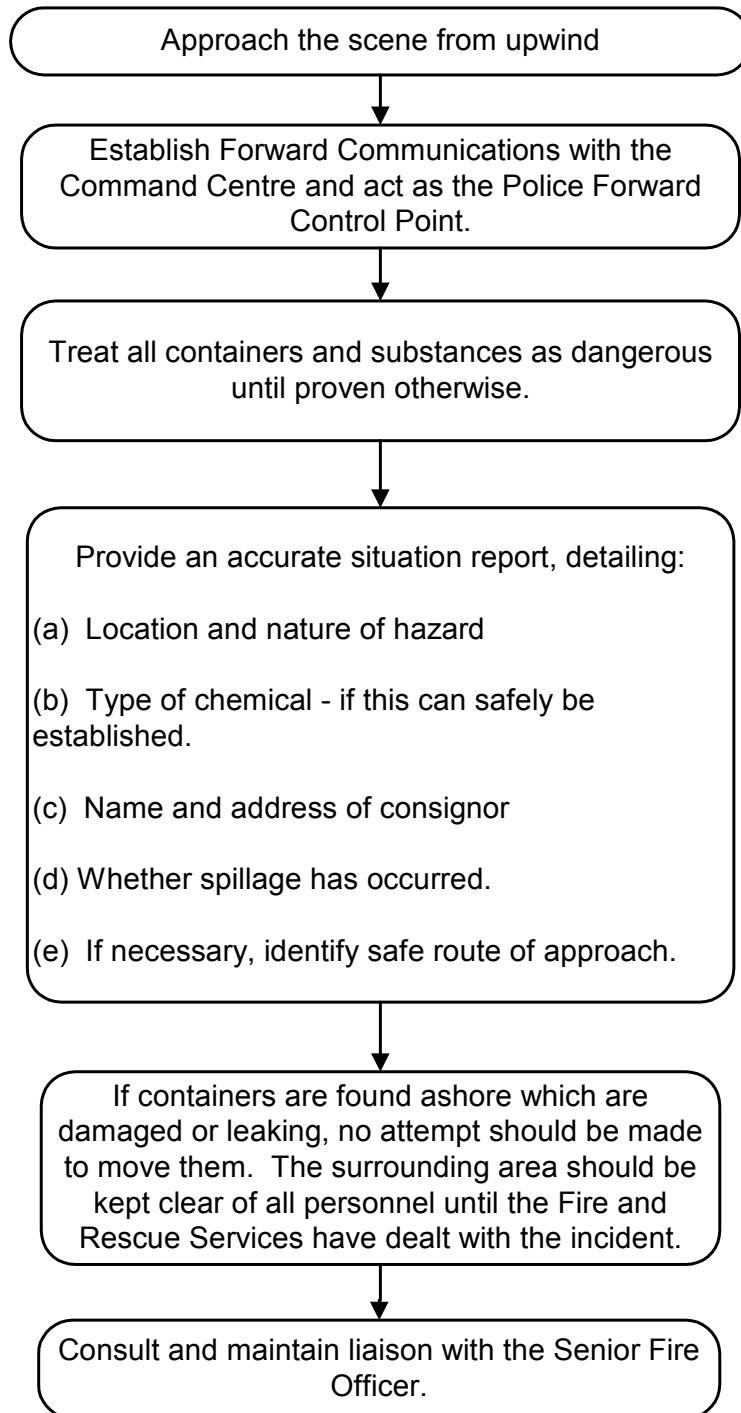 Approach the scene from upwind
Establish Forward Communications with the
Command Centre and act as the Police Forward
Control Point.
Treat all containers and substances as dangerous
until proven otherwise.
Provide an accurate situation report, detailing:
(a) Location and nature of hazard
(b) Type of chemical - if this can safely be
established.
(c) Name and address of consignor
(d) Whether spillage has occurred.
(e) If necessary, identify safe route of approach.
If containers are found ashore which are
damaged or leaking, no attempt should be made
to move them. The surrounding area should be
kept clear of all personnel until the Fire and
Rescue Services have dealt with the incident.
Consult and maintain liaison with the Senior Fire
Officer.